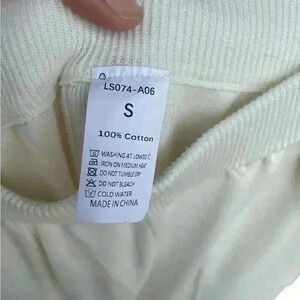 LS074-A06
S
100% Cotton
WASHING AT LOW30℃
IRON ON MEDIUM HEAT
DO NOT TUMBLE DRY
DO NOT BLEACH
COLD WATER
MADE IN CHINA